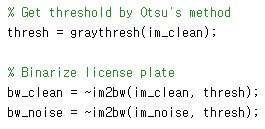 % Get threshold by Otsu's method
thresh = graythresh(im_clean);
% Binarize license plate
bw_clean = ~im2bw(im_clean, thresh);
bw_noise = ~im2bw(im_noise, thresh);